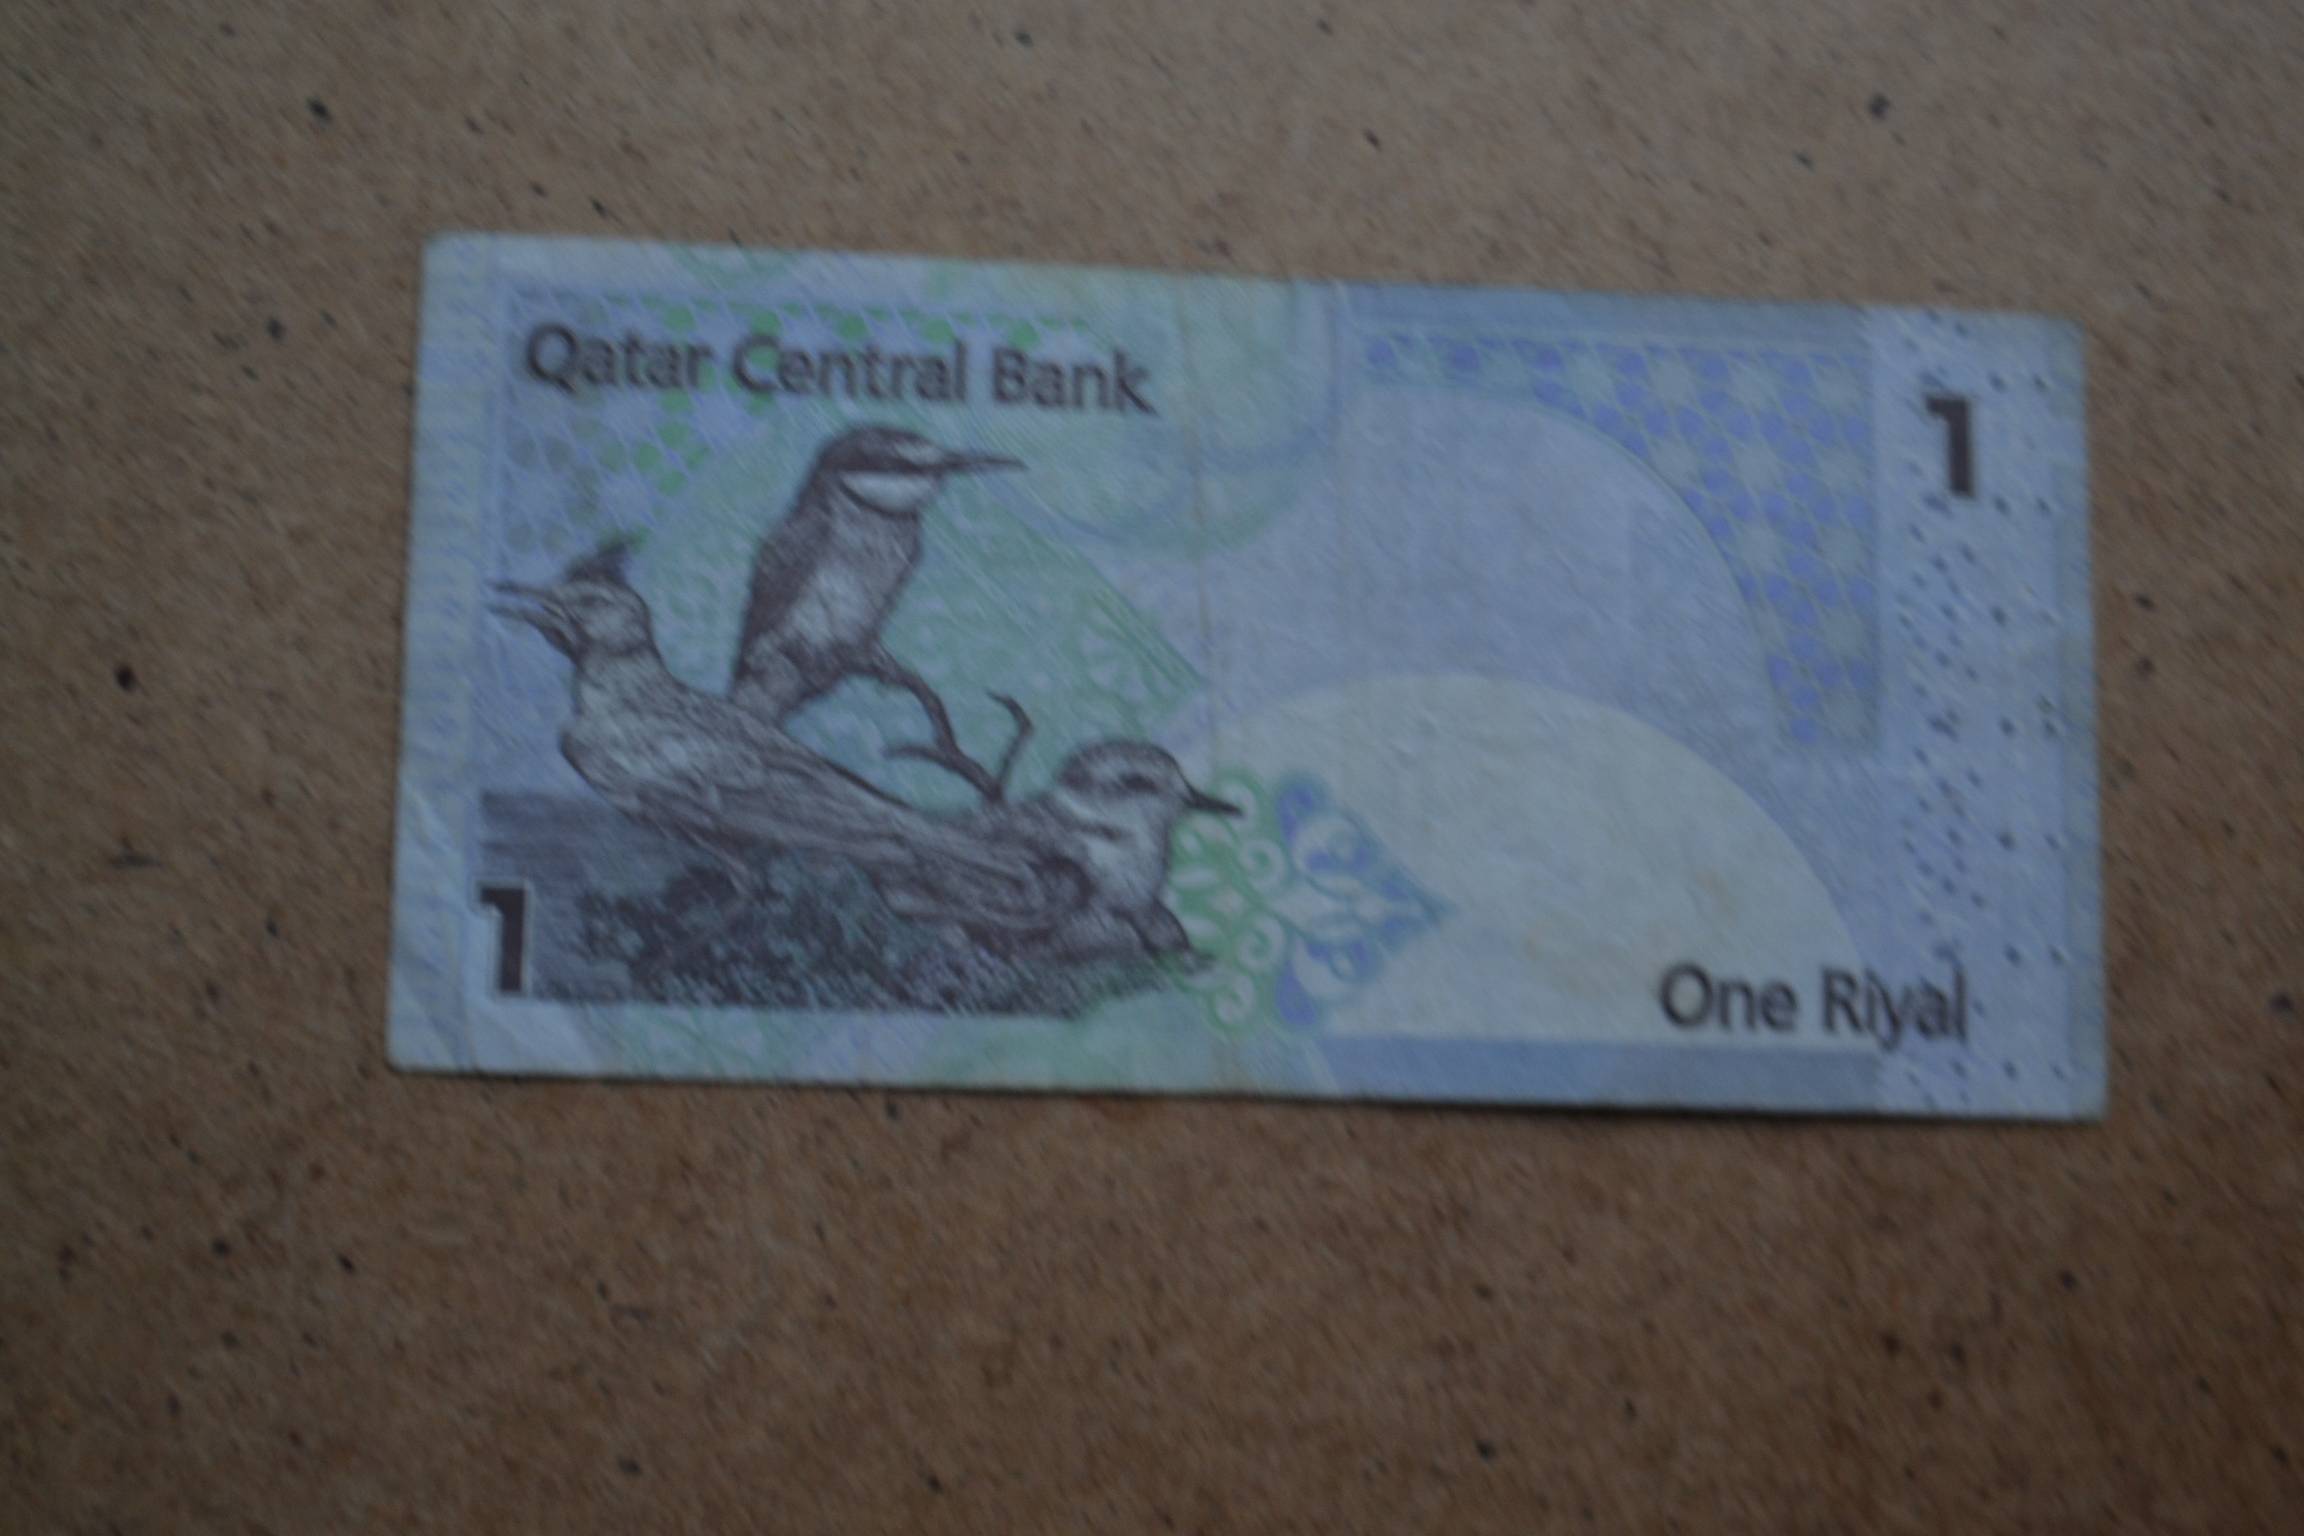 Qatar Central Bank
1
1
One Riyal